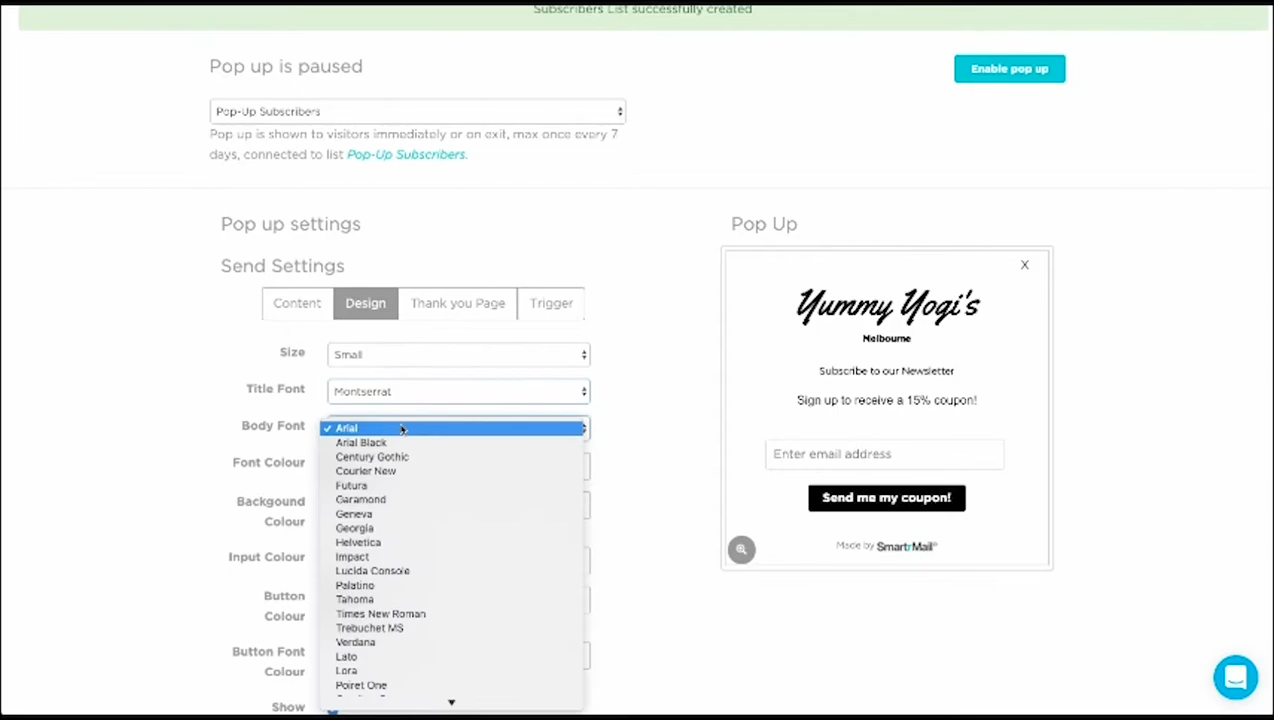 Subscribers List successfully created
Pop up is paused
Enable pop up
Pop-Up Subscribers
Pop up is shown to visitors immediately or on exit, max once every 7
days, connected to list Pop-Up Subscribers.
Pop up settings
Pop Up
Send Settings
Content
Design
Thank you Page
Trigger
Size
Small
Title Font
Montserrat
Body Font
✓ Arial
Arial Black
Century Gothic
Courier New
Futura
Garamond
Geneva
Georgia
Helvetica
Impact
Lucida Console
Palatino
Tahoma
Times New Roman
Trebuchet MS
Verdana
Lato
Lora
Poiret One
Font Colour
Backgound
Colour
Input Colour
Button
Colour
Button Font
Colour
Show
X
Yummy Yogi's
Melbourne
Subscribe to our Newsletter
Sign up to receive a 15% coupon!
Enter email address
Send me my coupon!
Made by SmartrMail